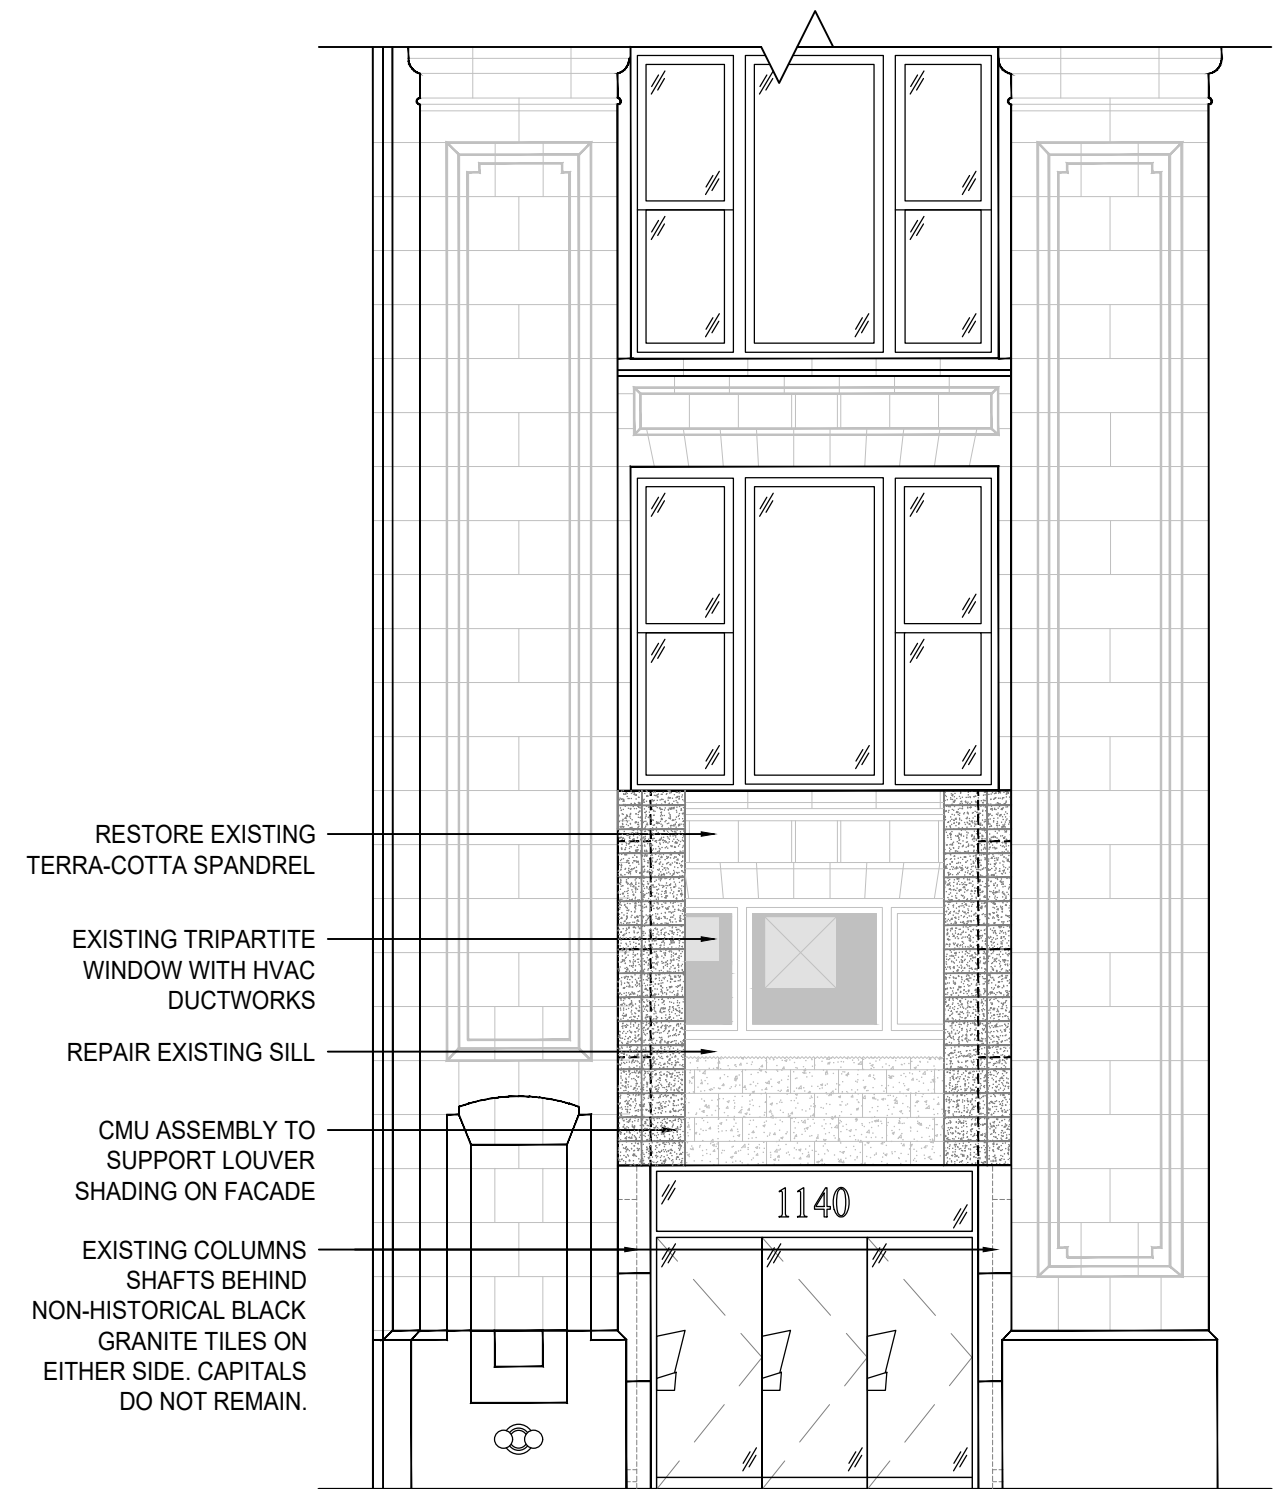 RESTORE EXISTING
TERRA-COTTA SPANDREL
EXISTING TRIPARTITE
WINDOW WITH HVAC
DUCTWORKS
REPAIR EXISTING SILL
CMU ASSEMBLY TO
SUPPORT LOUVER
SHADING ON FACADE
1140
EXISTING COLUMNS
SHAFTS BEHIND
NON-HISTORICAL BLACK
GRANITE TILES ON
EITHER SIDE. CAPITALS
DO NOT REMAIN.